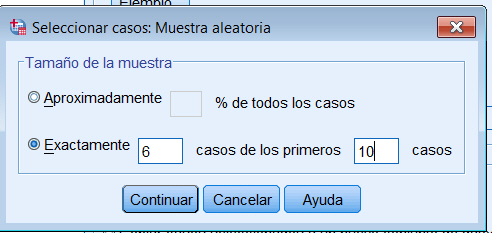 Ejemplo
Seleccionar casos: Muestra aleatoria
Tamaño de la muestra
Aproximadamente % de todos los casos
Exactamente 6 casos de los primeros 10 casos
Continuar Cancelar Ayuda